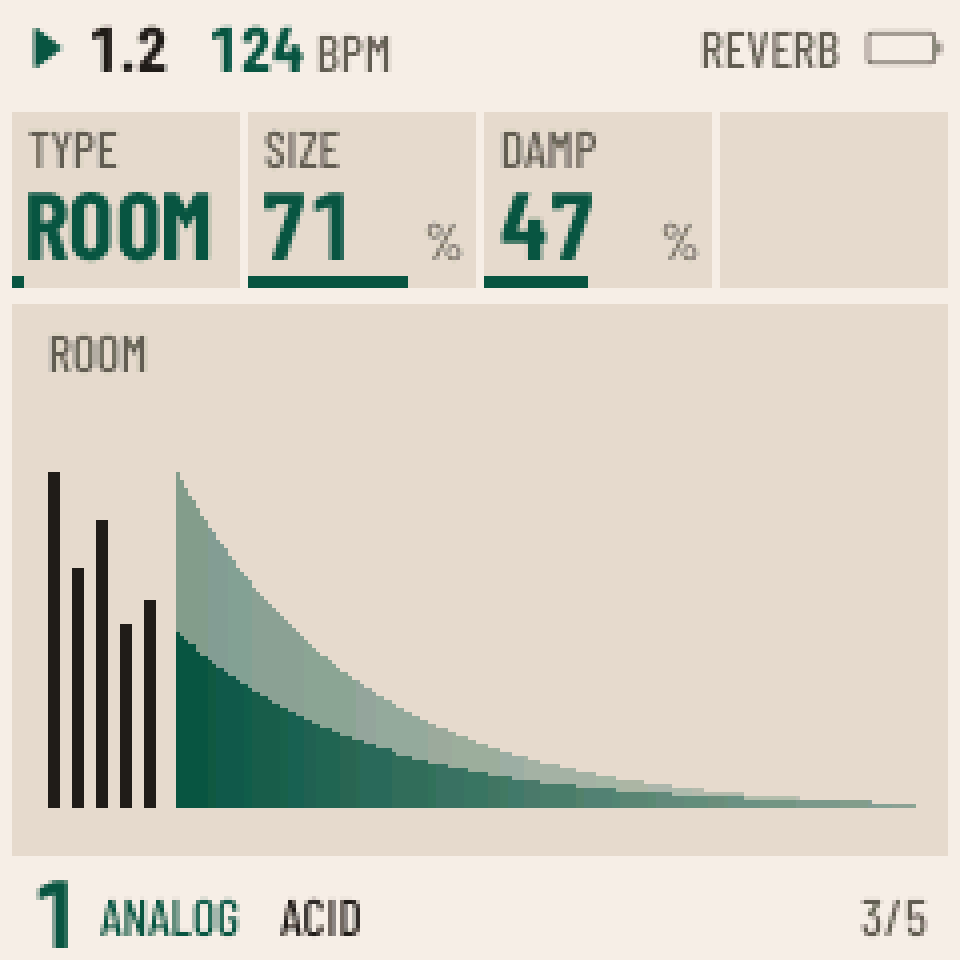 1.2 124 BPM REVERB
TYPE SIZE DAMP
ROOM 71 % 47 %
ROOM
1 ANALOG ACID 3/5